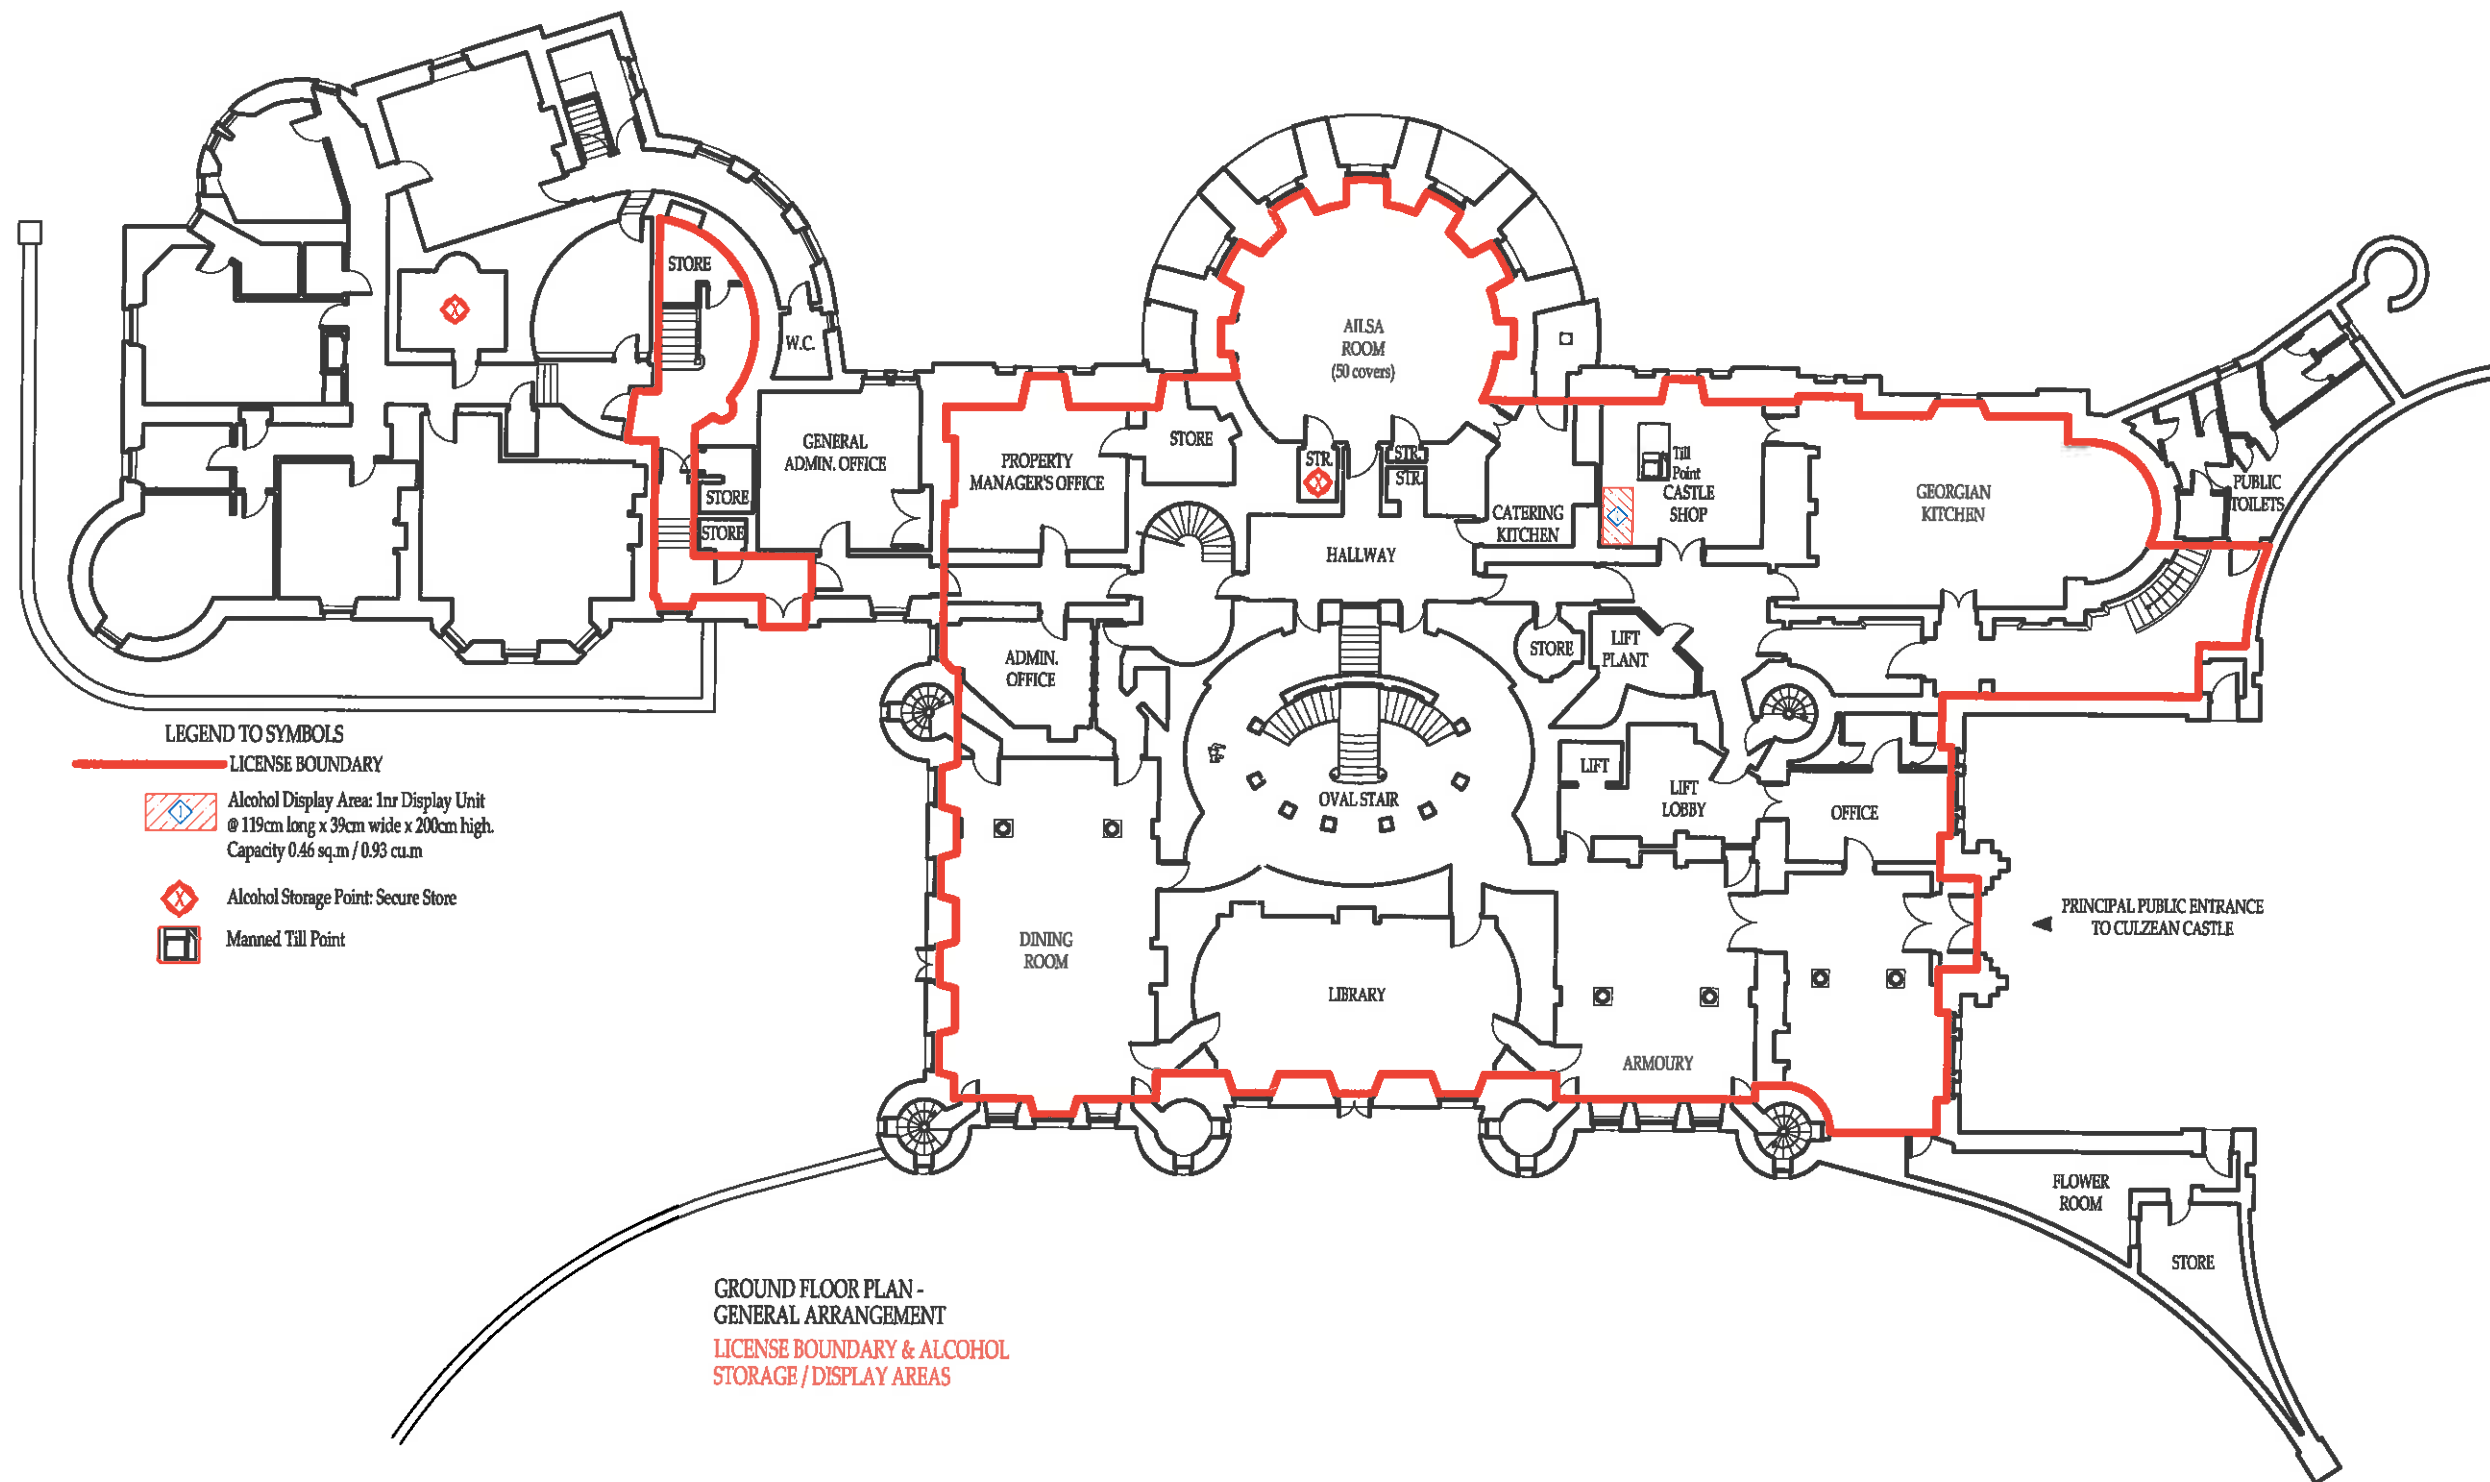 STORE
W.C.
GENERAL
ADMIN. OFFICE
STORE
STORE
PROPERTY
MANAGER'S OFFICE
STORE
AILSA
ROOM
(50 covers)
STR.
STR.
STR.
CATERING
KITCHEN
HALLWAY
Till
Point
CASTLE
SHOP
GEORGIAN
KITCHEN
PUBLIC
TOILETS
ADMIN.
OFFICE
STORE
LIFT
PLANT
LIFT
LIFT
LOBBY
OVAL STAIR
OFFICE
DINING
ROOM
LIBRARY
ARMOURY
PRINCIPAL PUBLIC ENTRANCE
TO CULZEAN CASTLE
FLOWER
ROOM
STORE
LEGEND TO SYMBOLS
LICENSE BOUNDARY
Alcohol Display Area: 1nr Display Unit
@ 119cm long x 39cm wide x 200cm high.
Capacity 0.46 sq.m / 0.93 cu.m
X Alcohol Storage Point: Secure Store
Manned Till Point
GROUND FLOOR PLAN -
GENERAL ARRANGEMENT
LICENSE BOUNDARY & ALCOHOL
STORAGE / DISPLAY AREAS